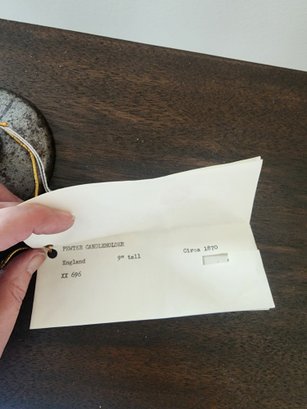 PEWTER CANDLEHOLDER Circa 1870
England 9" tall
XX 696